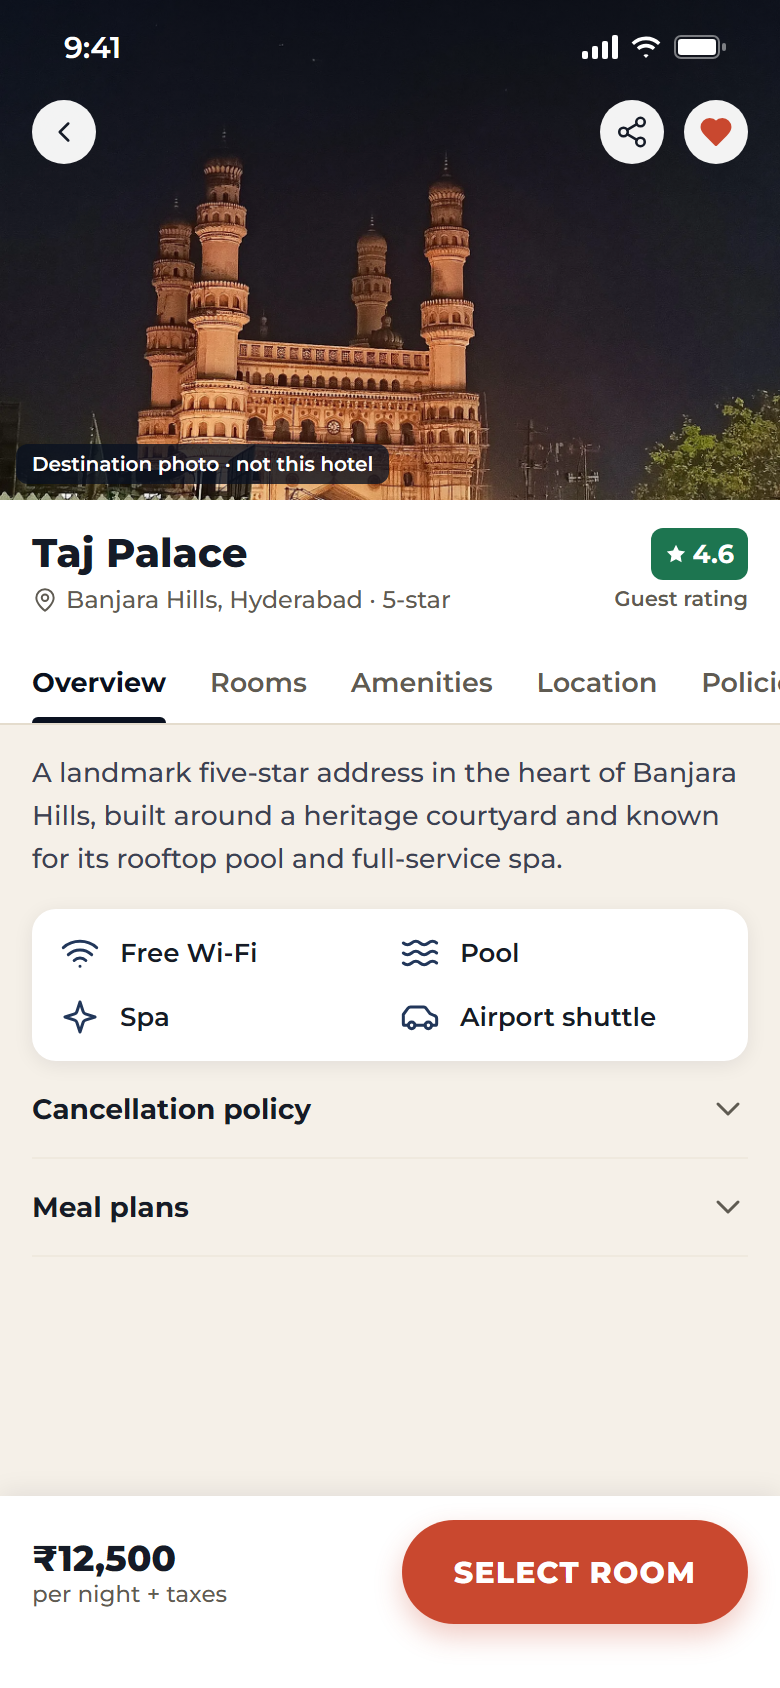 9:41
Destination photo · not this hotel
Taj Palace
4.6
Banjara Hills, Hyderabad · 5-star
Guest rating
Overview Rooms Amenities Location
A landmark five-star address in the heart of Banjara
Hills, built around a heritage courtyard and known
for its rooftop pool and full-service spa.
Free Wi-Fi
Pool
Spa
Airport shuttle
Cancellation policy
Meal plans
₹12,500
per night + taxes
SELECT ROOM